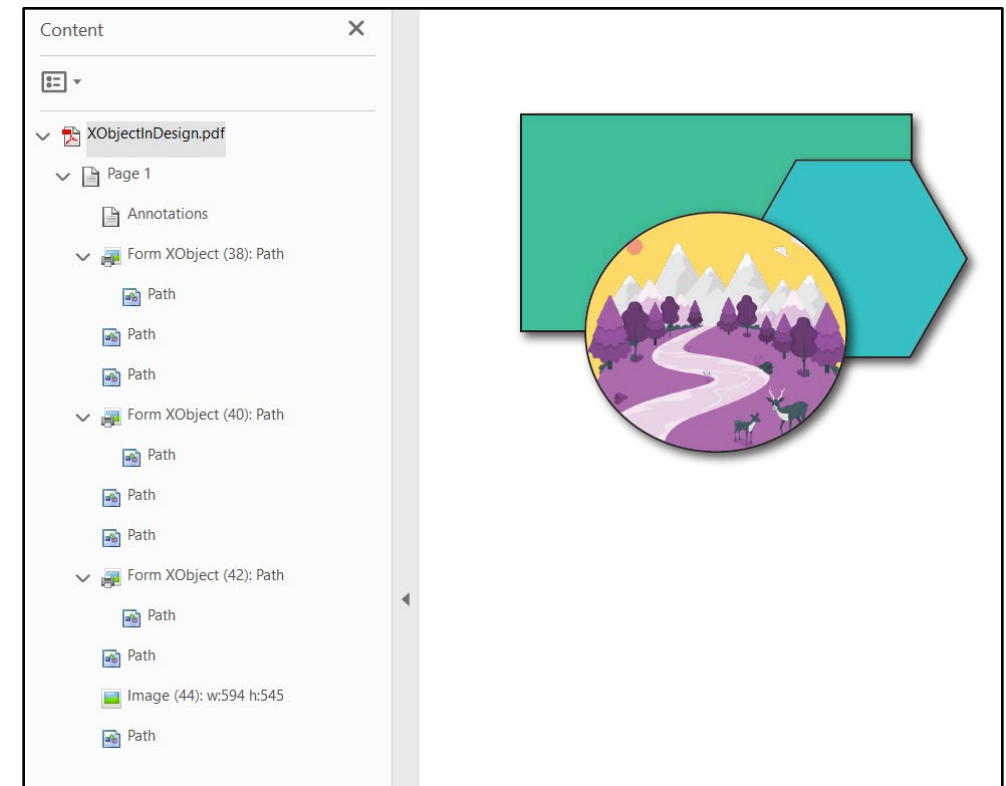 Content
XObjectInDesign.pdf
Page 1
Annotations
Form XObject (38): Path
Path
Path
Path
Form XObject (40): Path
Path
Path
Path
Form XObject (42): Path
Path
Path
Image (44): w:594 h:545
Path